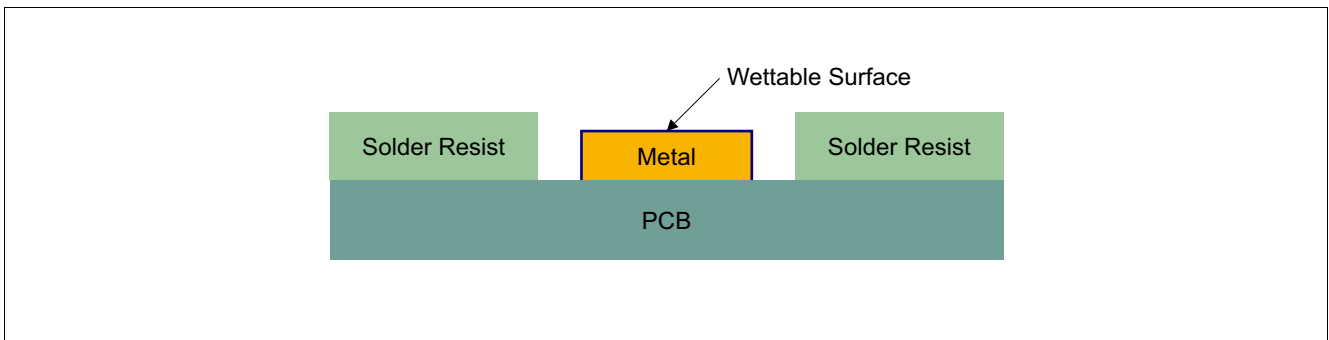 Wettable Surface
Solder Resist
Metal
Solder Resist
PCB